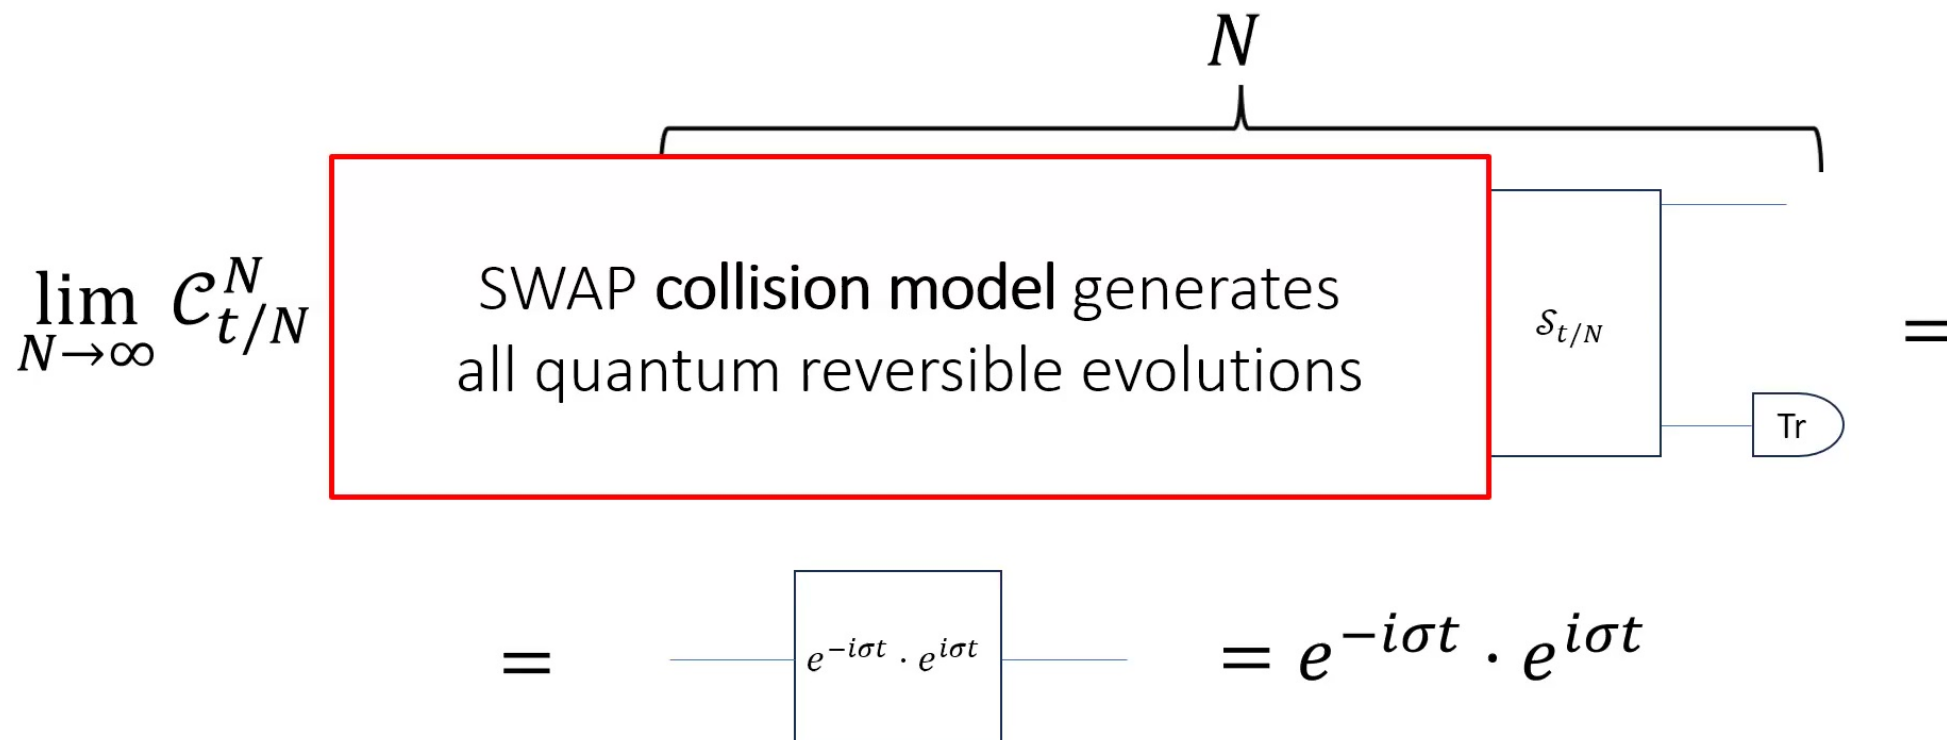 N
lim N→∞ 𝒞^N_{t/N}
SWAP collision model generates
all quantum reversible evolutions
𝒮_{t/N}
=
Tr
=
e^{-iσt} · e^{iσt}
= e^{-iσt} · e^{iσt}